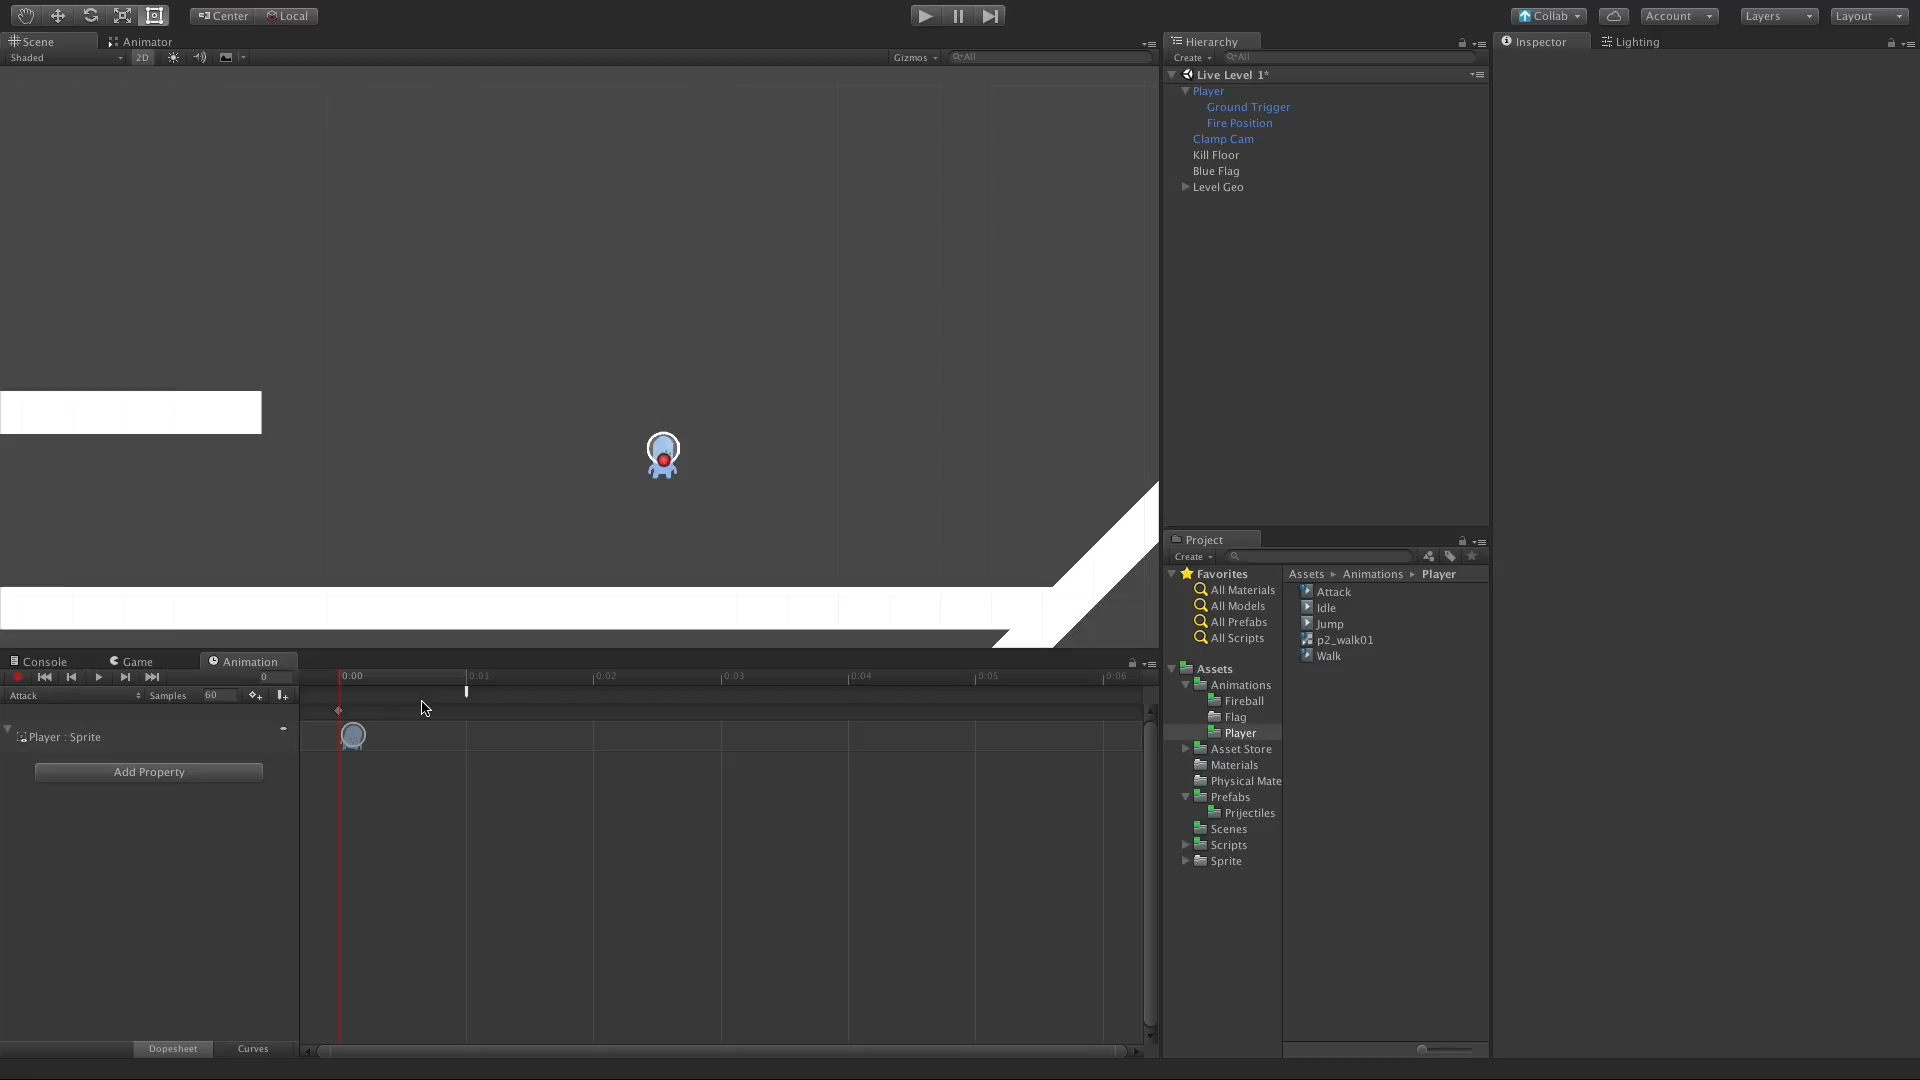 Center Local Collab Account Layers Layout
Scene Animator Hierarchy Inspector Lighting
Shaded 2D Gizmos All Create All
Live Level 1*
Player
Ground Trigger
Fire Position
Clamp Cam
Kill Floor
Blue Flag
Level Geo
Project
Create
Favorites
All Materials
All Models
All Prefabs
All Scripts
Assets
Animations
Fireball
Flag
Player
Asset Store
Materials
Physical Mate
Prefabs
Prijectiles
Scenes
Scripts
Sprite
Assets Animations Player
Attack
Idle
Jump
p2_walk01
Walk
Console Game Animation
0 0:00 0:01 0:02 0:03 0:04 0:05 0:06
Attack Samples 60
Player : Sprite
Add Property
Dopesheet Curves